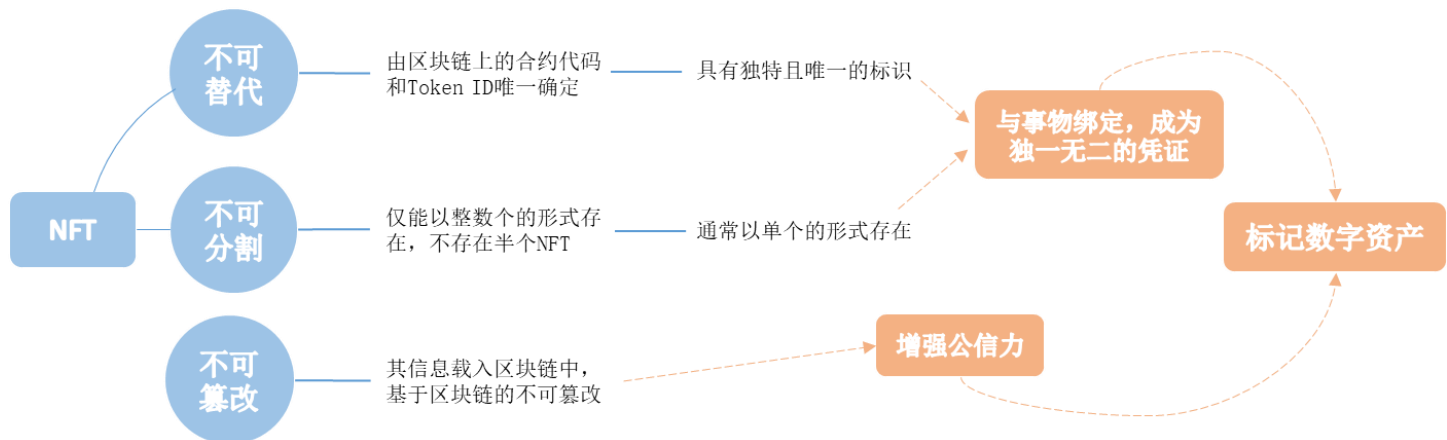 NFT
不可
替代
由区块链上的合约代码
和Token ID唯一确定
具有独特且唯一的标识
不可
分割
仅能以整数个的形式存
在，不存在半个NFT
通常以单个的形式存在
与事物绑定，成为
独一无二的凭证
不可
篡改
其信息载入区块链中，
基于区块链的不可篡改
增强公信力
标记数字资产